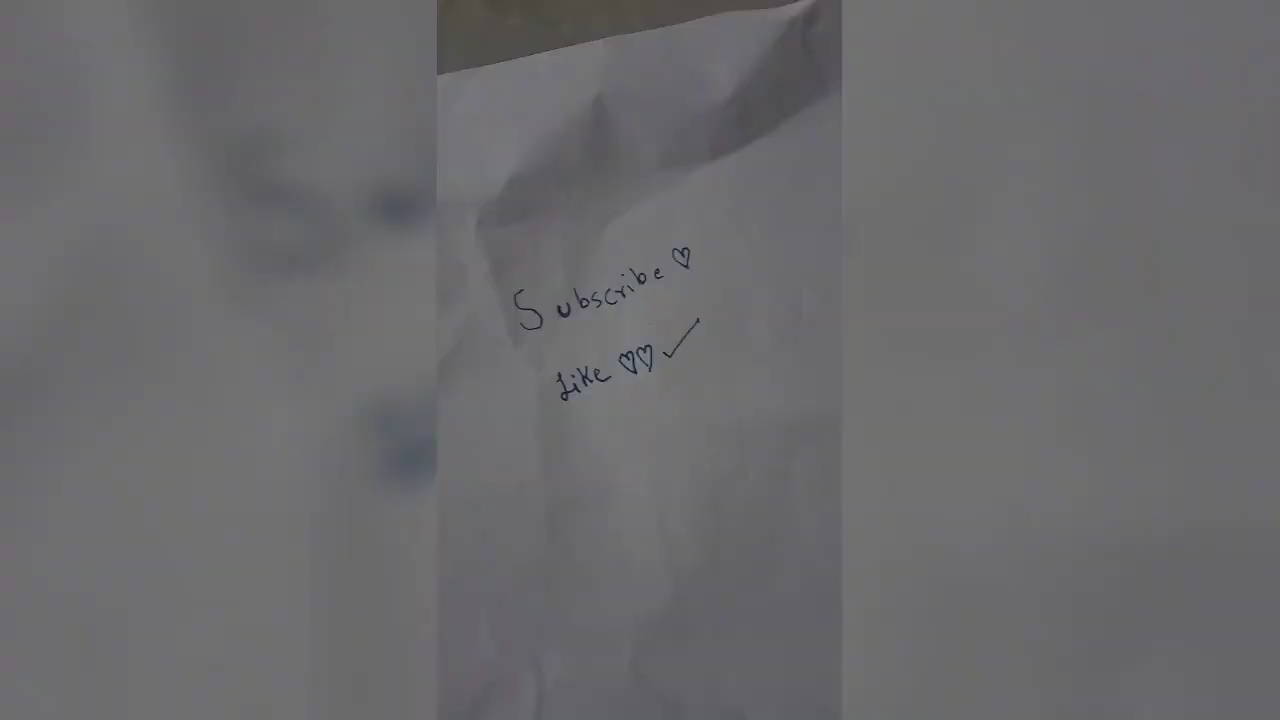 Subscribe ♡
Like ♡♡ ✓